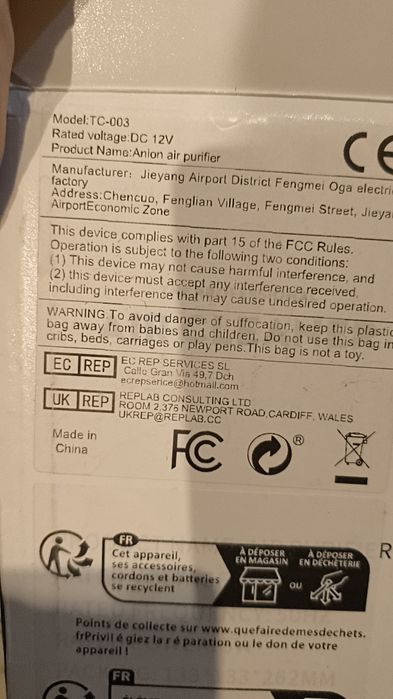 Model:TC-003
Rated voltage:DC 12V
Product Name:Anion air purifier
CE
Manufacturer: Jieyang Airport District Fengmei Oga electri
factory
Address:Chencuo, Fenglian Village, Fengmei Street, Jieya
AirportEconomic Zone
This device complies with part 15 of the FCC Rules.
Operation is subject to the following two conditions:
(1) This device may not cause harmful interference, and
(2) this device must accept any interference received,
including interference that may cause undesired operation.
WARNING.To avoid danger of suffocation, keep this plastic
bag away from babies and children, Do not use this bag in
cribs, beds, carriages or play pens.This bag is not a toy.
EC REP
EC REP SERVICES SL
Calle Gran Via 49,7 Dch
ecrepserice@hotmail.com
UK REP
REPLAB CONSULTING LTD
ROOM 2,376 NEWPORT ROAD,CARDIFF, WALES
UKREP@REPLAB.CC
Made in
China
FC
®
FR
Cet appareil,
ses accessoires,
cordons et batteries
se recyclent
À DÉPOSER
EN MAGASIN
OU
À DÉPOSER
EN DÉCHÈTERIE
Points de collecte sur www.quefairedemesdechets.
frPrivil é giez la r é paration ou le don de votre
appareil !
FR